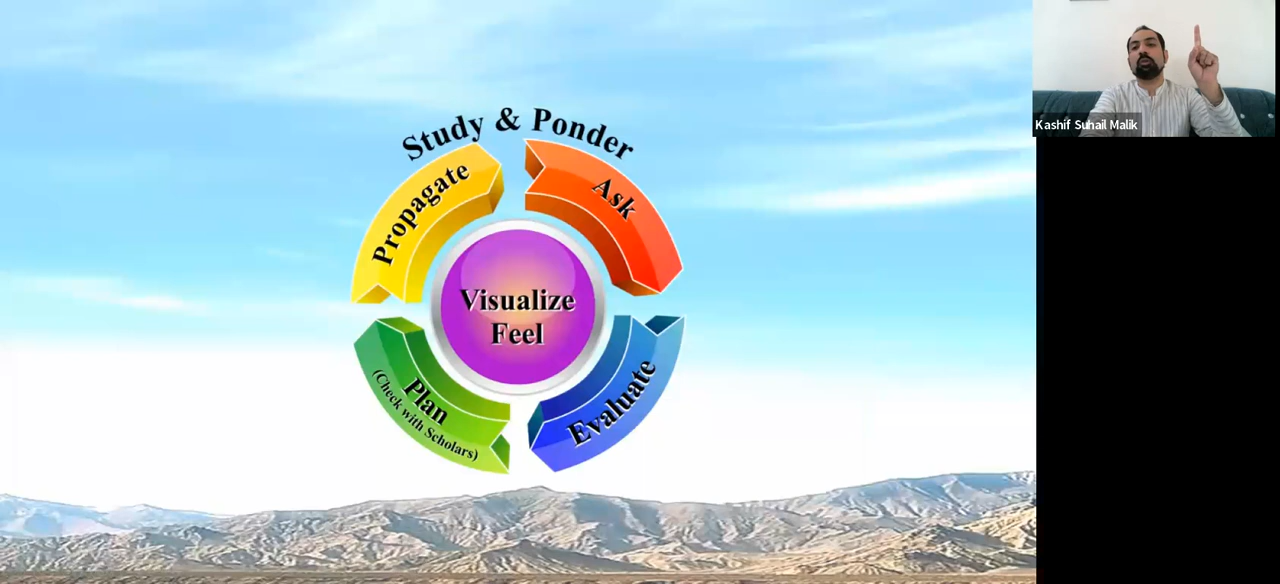 Study & Ponder
Propagate
Ask
Visualize
Feel
Plan
(Check with Scholars)
Evaluate
Kashif Suhail Malik